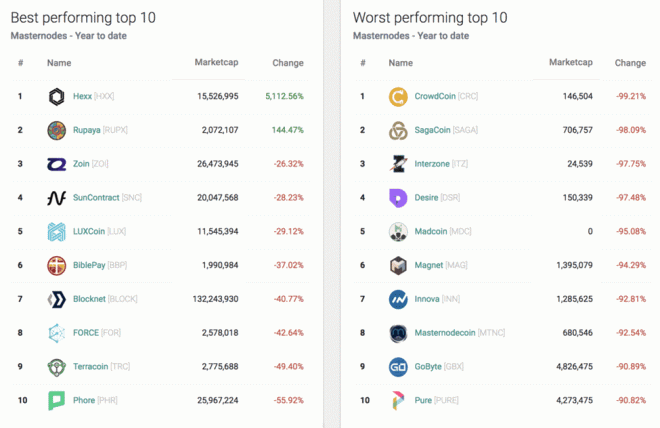 Best performing top 10
Masternodes - Year to date
# Name Marketcap Change
1 Hexx [HXX] 15,526,995 5,112.56%
2 Rupaya [RUPX] 2,072,107 144.47%
3 Zoin [ZOI] 26,473,945 -26.32%
4 SunContract [SNC] 20,047,568 -28.23%
5 LUXCoin [LUX] 11,545,394 -29.12%
6 BiblePay [BBP] 1,990,984 -37.02%
7 Blocknet [BLOCK] 132,243,930 -40.77%
8 FORCE [FOR] 2,578,018 -42.64%
9 Terracoin [TRC] 2,775,688 -49.40%
10 Phore [PHR] 25,967,224 -55.92%
Worst performing top 10
Masternodes - Year to date
# Name Marketcap Change
1 CrowdCoin [CRC] 146,504 -99.21%
2 SagaCoin [SAGA] 706,757 -98.09%
3 Interzone [ITZ] 24,539 -97.75%
4 Desire [DSR] 150,339 -97.48%
5 Madcoin [MDC] 0 -95.08%
6 Magnet [MAG] 1,395,079 -94.29%
7 Innova [INN] 1,285,625 -92.81%
8 Masternodecoin [MTNC] 680,546 -92.54%
9 GoByte [GBX] 4,826,475 -90.89%
10 Pure [PURE] 4,273,475 -90.82%